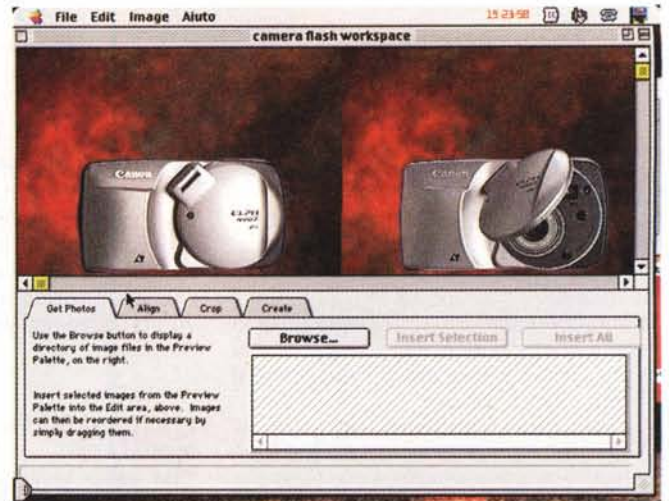 File Edit Image Aiuto
camera flash workspace
Canon
Canon
Get Photos Align Crop Create
Use the Browse button to display a
directory of image files in the Preview
Palette, on the right.
Browse... Insert Selection Insert All
Insert selected images from the Preview
Palette into the Edit area, above. Images
can then be reordered if necessary by
simply dragging them.